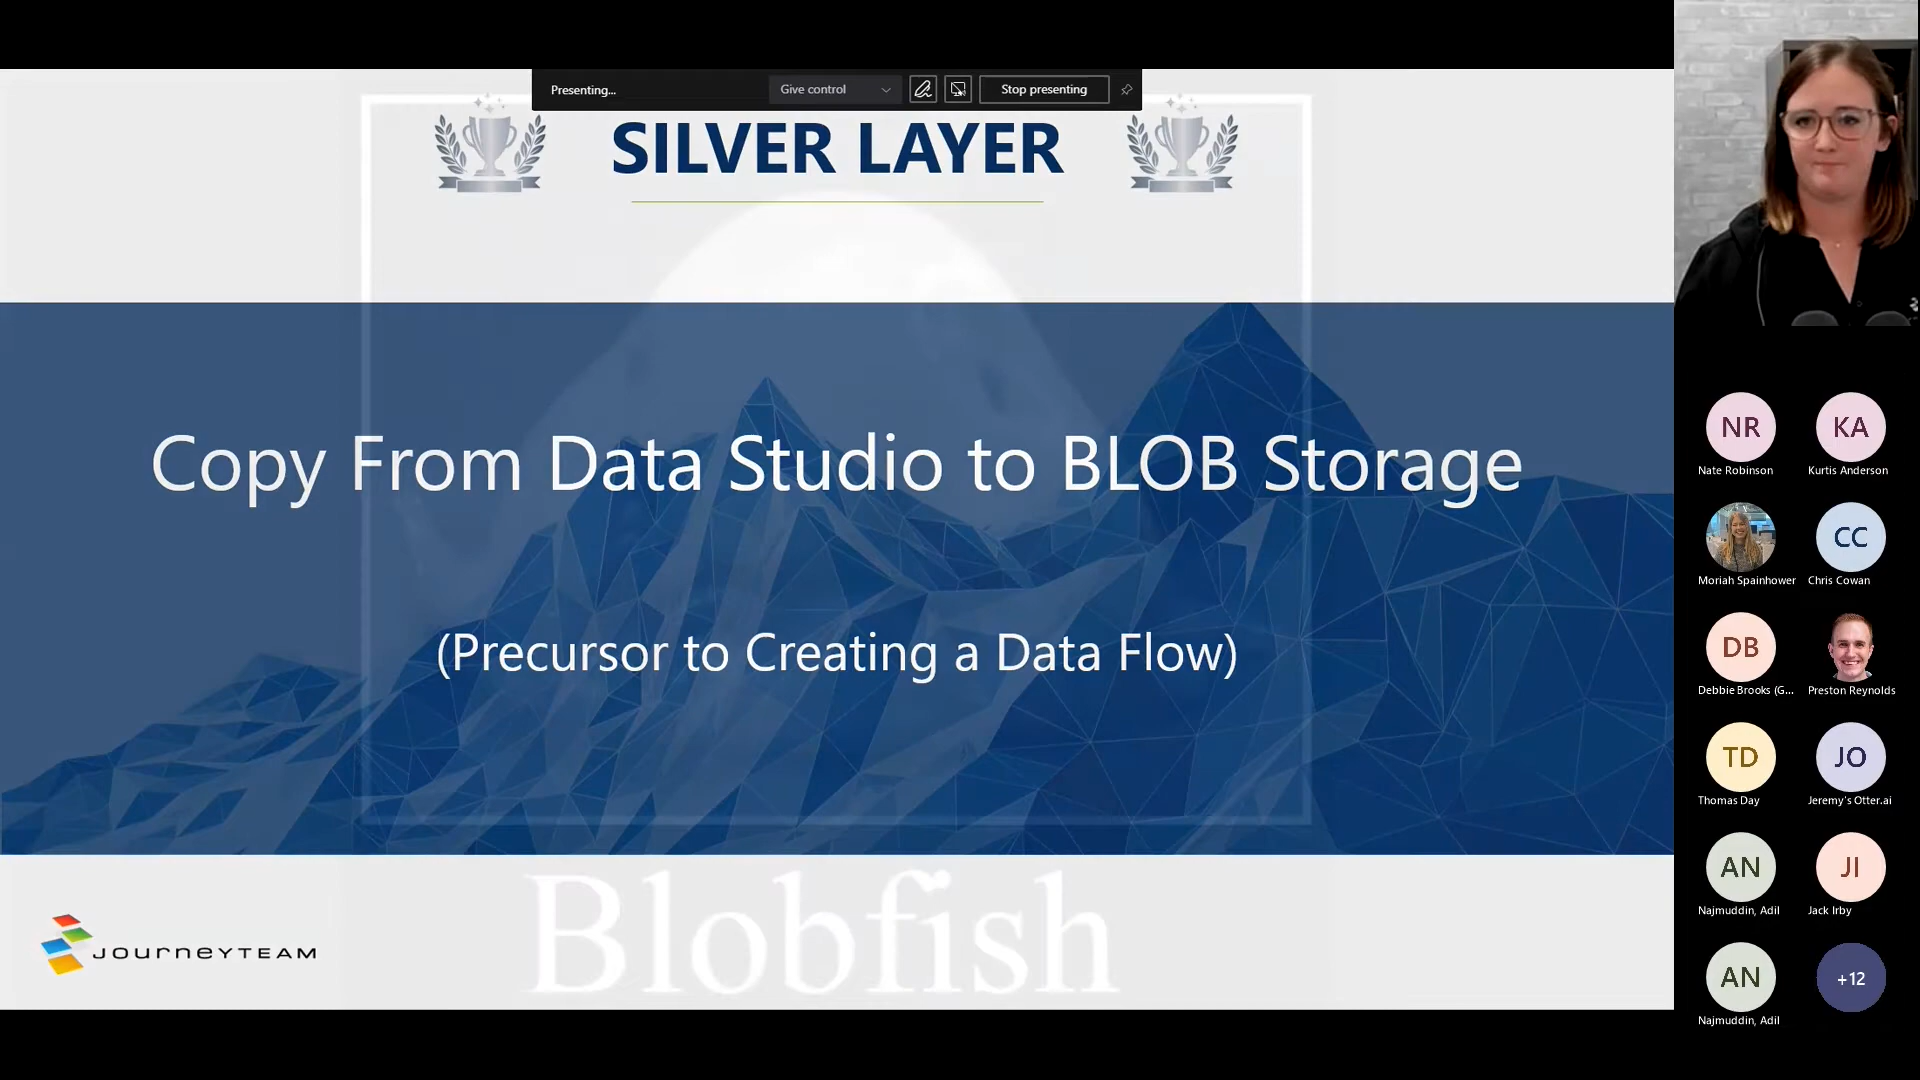 Presenting...
Give control
Stop presenting
SILVER LAYER
Copy From Data Studio to BLOB Storage
(Precursor to Creating a Data Flow)
Blobfish
JOURNEYTEAM
NR
KA
Nate Robinson
Kurtis Anderson
CC
Moriah Spainhower
Chris Cowan
DB
Debbie Brooks (G...
Preston Reynolds
TD
JO
Thomas Day
Jeremy's Otter.ai
AN
JI
Najmuddin, Adil
Jack Irby
AN
+12
Najmuddin, Adil